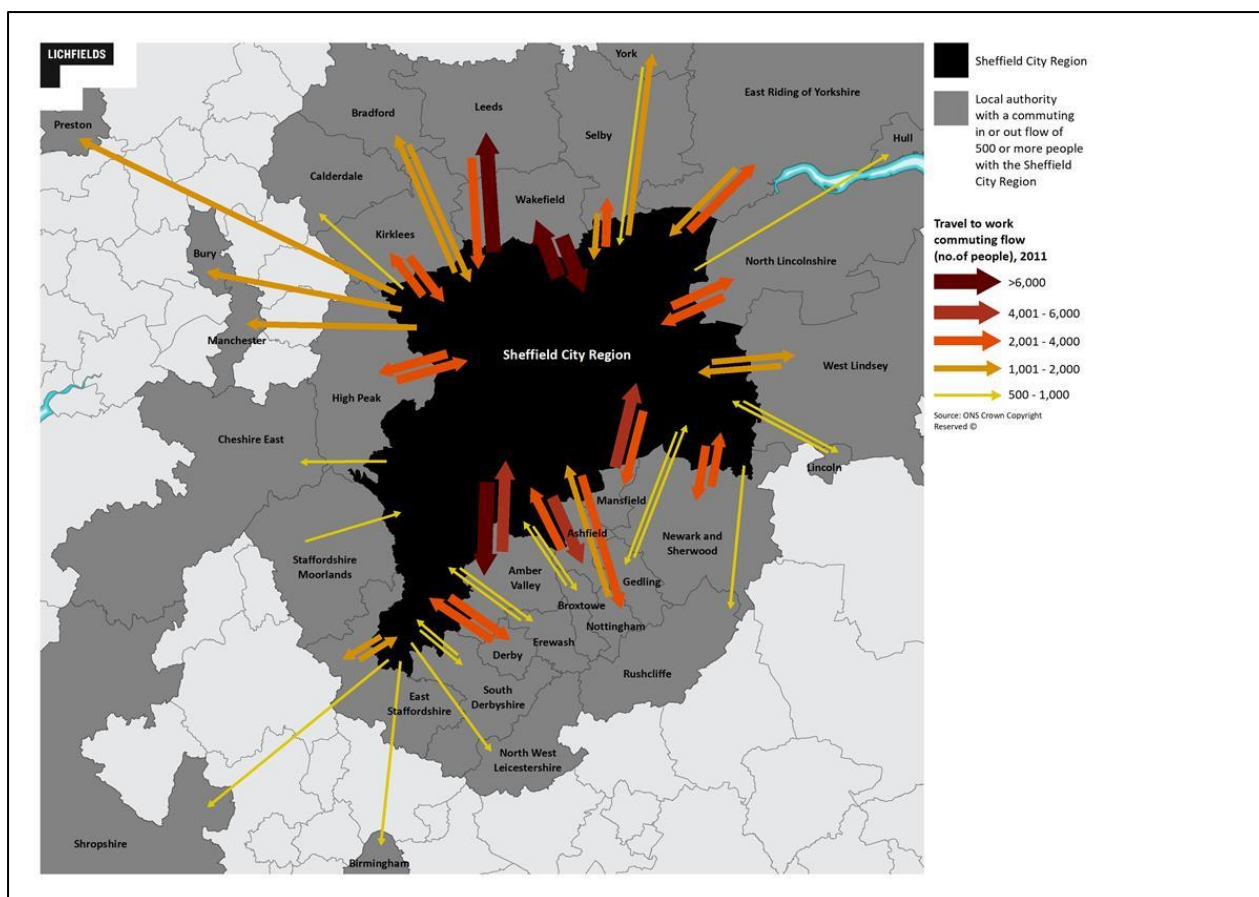 LICHFIELDS
York
Leeds
East Riding of Yorkshire
Bradford
Preston
Selby
Hull
Calderdale
Wakefield
Kirklees
Bury
North Lincolnshire
Manchester
Sheffield City Region
West Lindsey
High Peak
Cheshire East
Lincoln
Mansfield
Ashfield
Newark and
Sherwood
Staffordshire
Moorlands
Amber
Valley
Gedling
Broxtowe
Nottingham
Erewash
Derby
Rushcliffe
South
Derbyshire
East
Staffordshire
North West
Leicestershire
Shropshire
Birmingham
Sheffield City Region
Local authority
with a commuting
in or out flow of
500 or more people
with the Sheffield
City Region
Travel to work
commuting flow
(no.of people), 2011
>6,000
4,001 - 6,000
2,001 - 4,000
1,001 - 2,000
500 - 1,000
Source: ONS Crown Copyright
Reserved ©